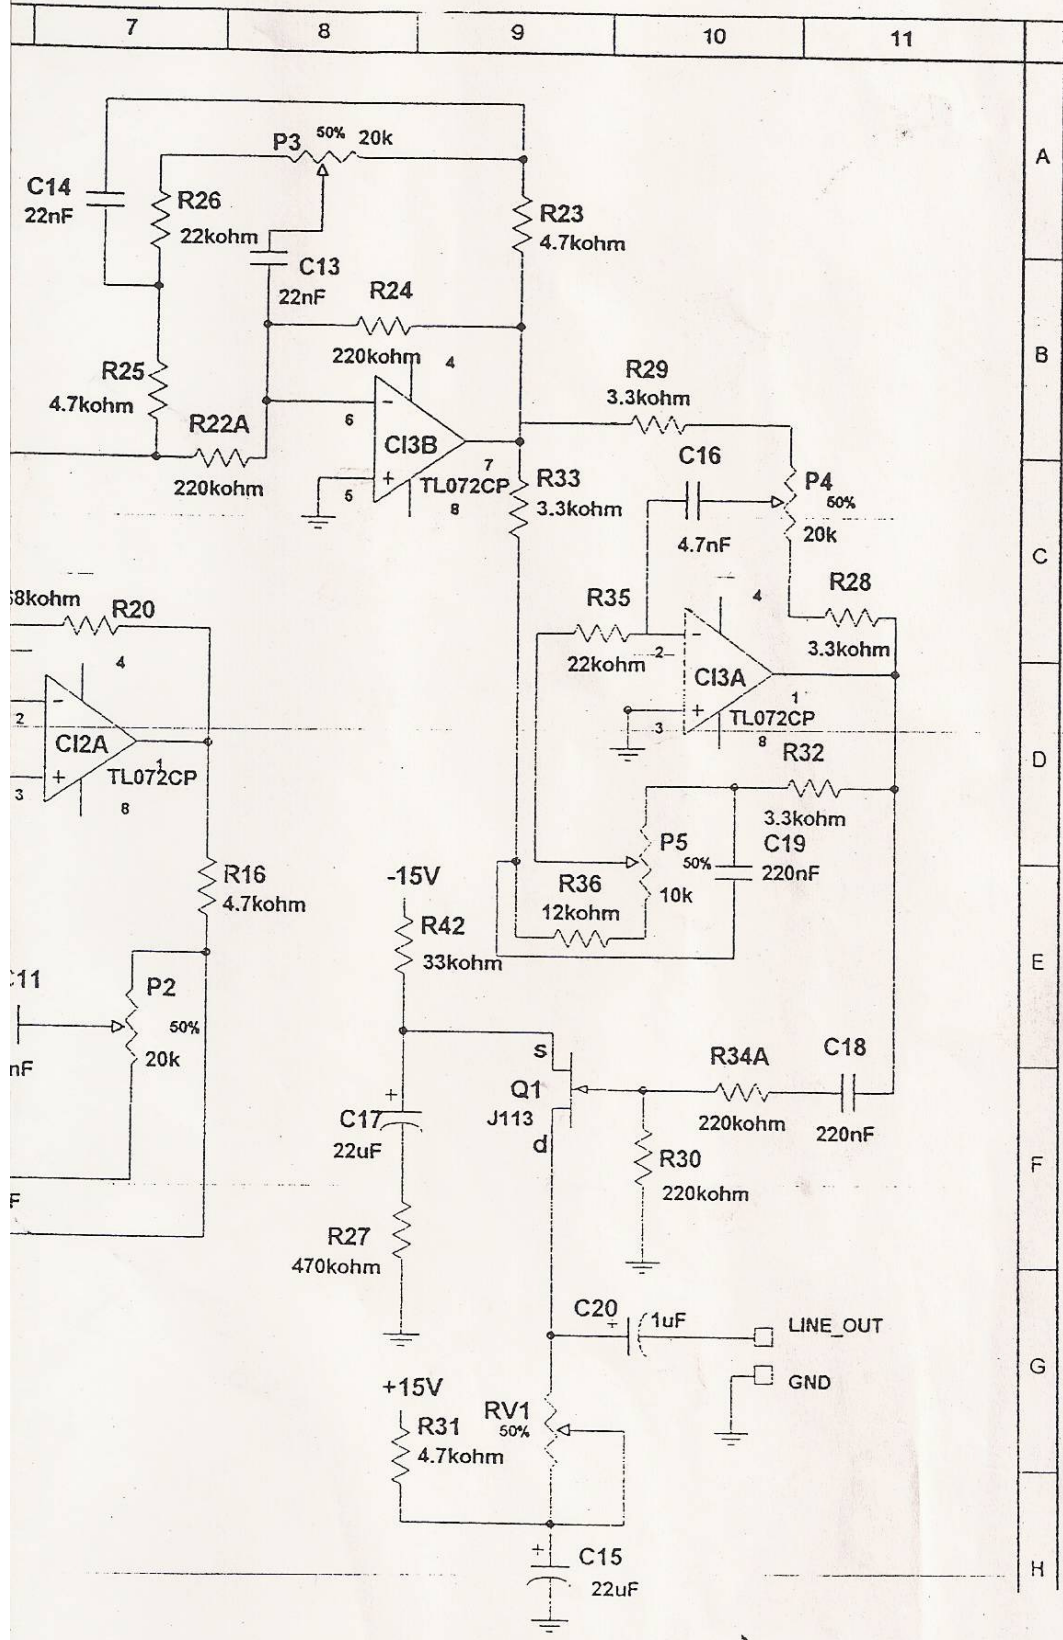 7 8 9 10 11
A
B
C
D
E
F
G
H
P3 50% 20k
C14
22nF
R26
22kohm
C13
22nF
R23
4.7kohm
R24
220kohm
4
R25
4.7kohm
R22A
220kohm
6
CI3B
5
7
TL072CP
8
R29
3.3kohm
C16
4.7nF
P4
50%
20k
R33
3.3kohm
R28
3.3kohm
R35
22kohm
4
2
CI3A
3
1
TL072CP
8
68kohm
R20
4
2
CI2A
1
TL072CP
3
8
R32
3.3kohm
P5
50%
10k
C19
220nF
R36
12kohm
R16
4.7kohm
-15V
R42
33kohm
C11
nF
P2
50%
20k
F
s
Q1
J113
d
R34A
220kohm
C18
220nF
C17
22uF
R30
220kohm
R27
470kohm
C20
1uF
LINE_OUT
GND
+15V
R31
4.7kohm
RV1
50%
C15
22uF